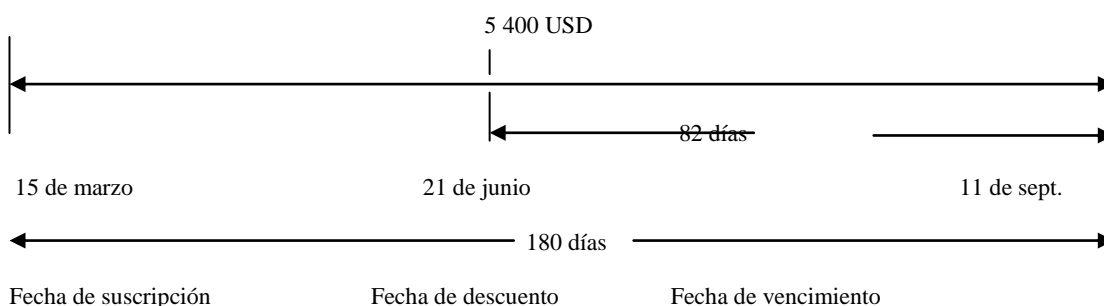 5 400 USD
82 días
15 de marzo 21 de junio 11 de sept.
180 días
Fecha de suscripción Fecha de descuento Fecha de vencimiento